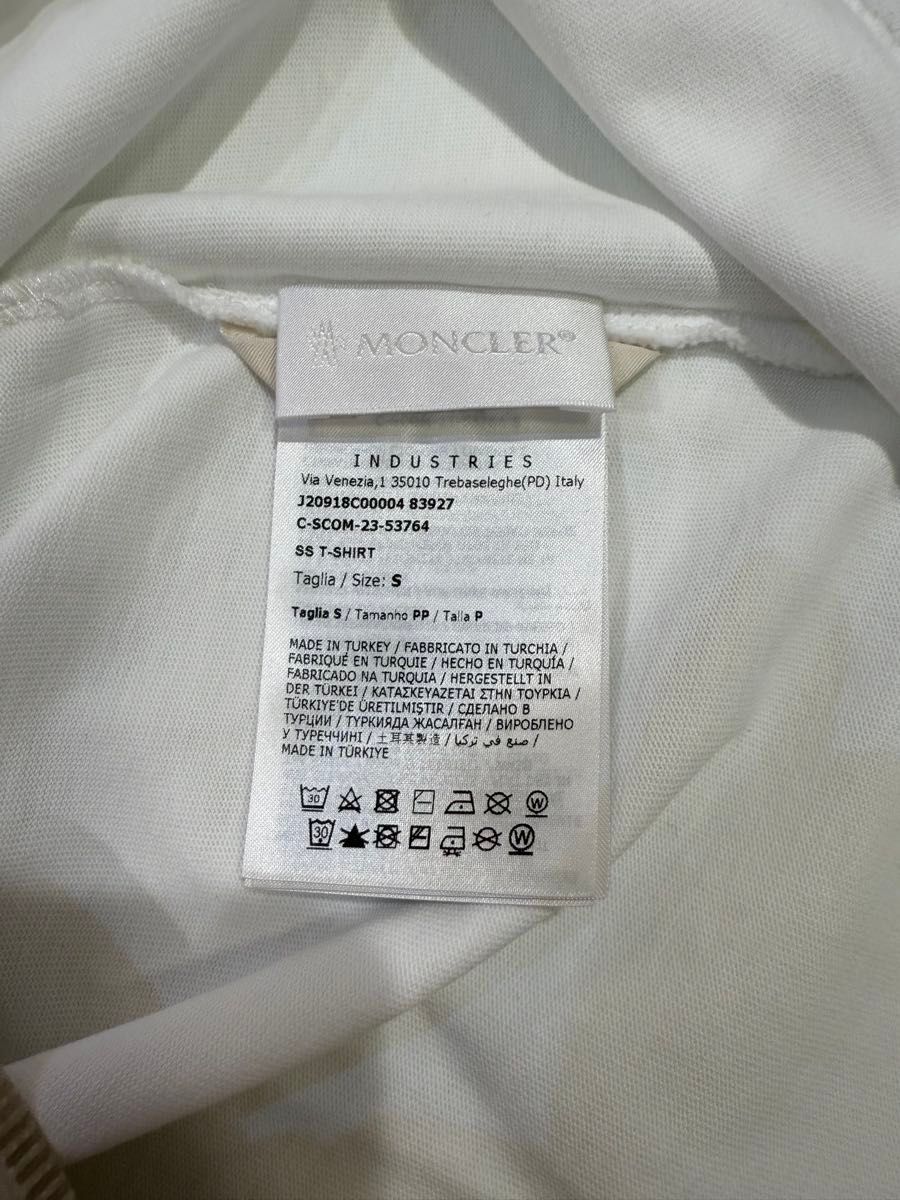 MONCLER®
INDUSTRIES
Via Venezia,1 35010 Trebaseleghe(PD) Italy
J20918C00004 83927
C-SCOM-23-53764
SS T-SHIRT
Taglia / Size: S
Taglia S / Tamanho PP / Talla P
MADE IN TURKEY / FABBRICATO IN TURCHIA /
FABRIQUÉ EN TURQUIE / HECHO EN TURQUÍA /
FABRICADO NA TURQUIA / HERGESTELLT IN
DER TÜRKEI / ΚΑΤΑΣΚΕΥΑΖΕΤΑΙ ΣΤΗΝ ΤΟΥΡΚΙΑ /
TÜRKİYE'DE ÜRETİLMİŞTİR / СДЕЛАНО В
ТУРЦИИ / ТҮРКИЯДА ЖАСАЛҒАН / ВИРОБЛЕНО
У ТУРЕЧЧИНІ / 土耳其製造 / صنع في تركيا /
MADE IN TÜRKİYE
30 W
30 W